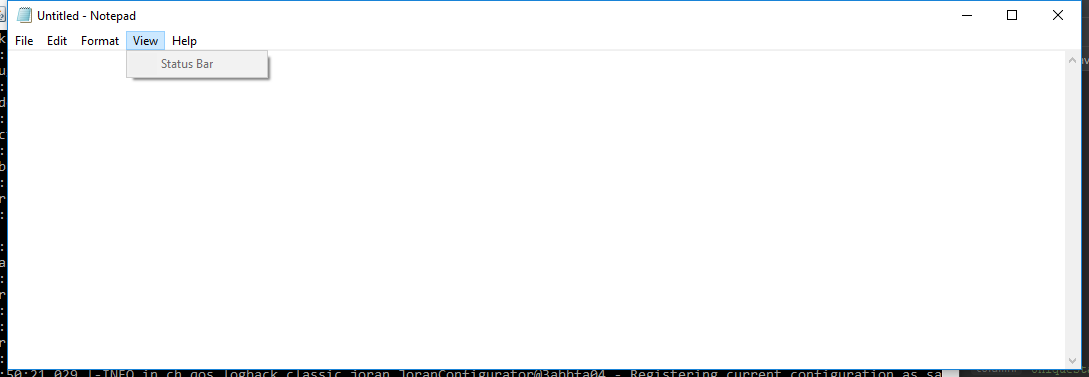 Untitled - Notepad
File Edit Format View Help
Status Bar
:50:21,029 |-INFO in ch.qos.logback.classic.joran.JoranConfigurator@3abbfa04 - Registering current configuration as sa